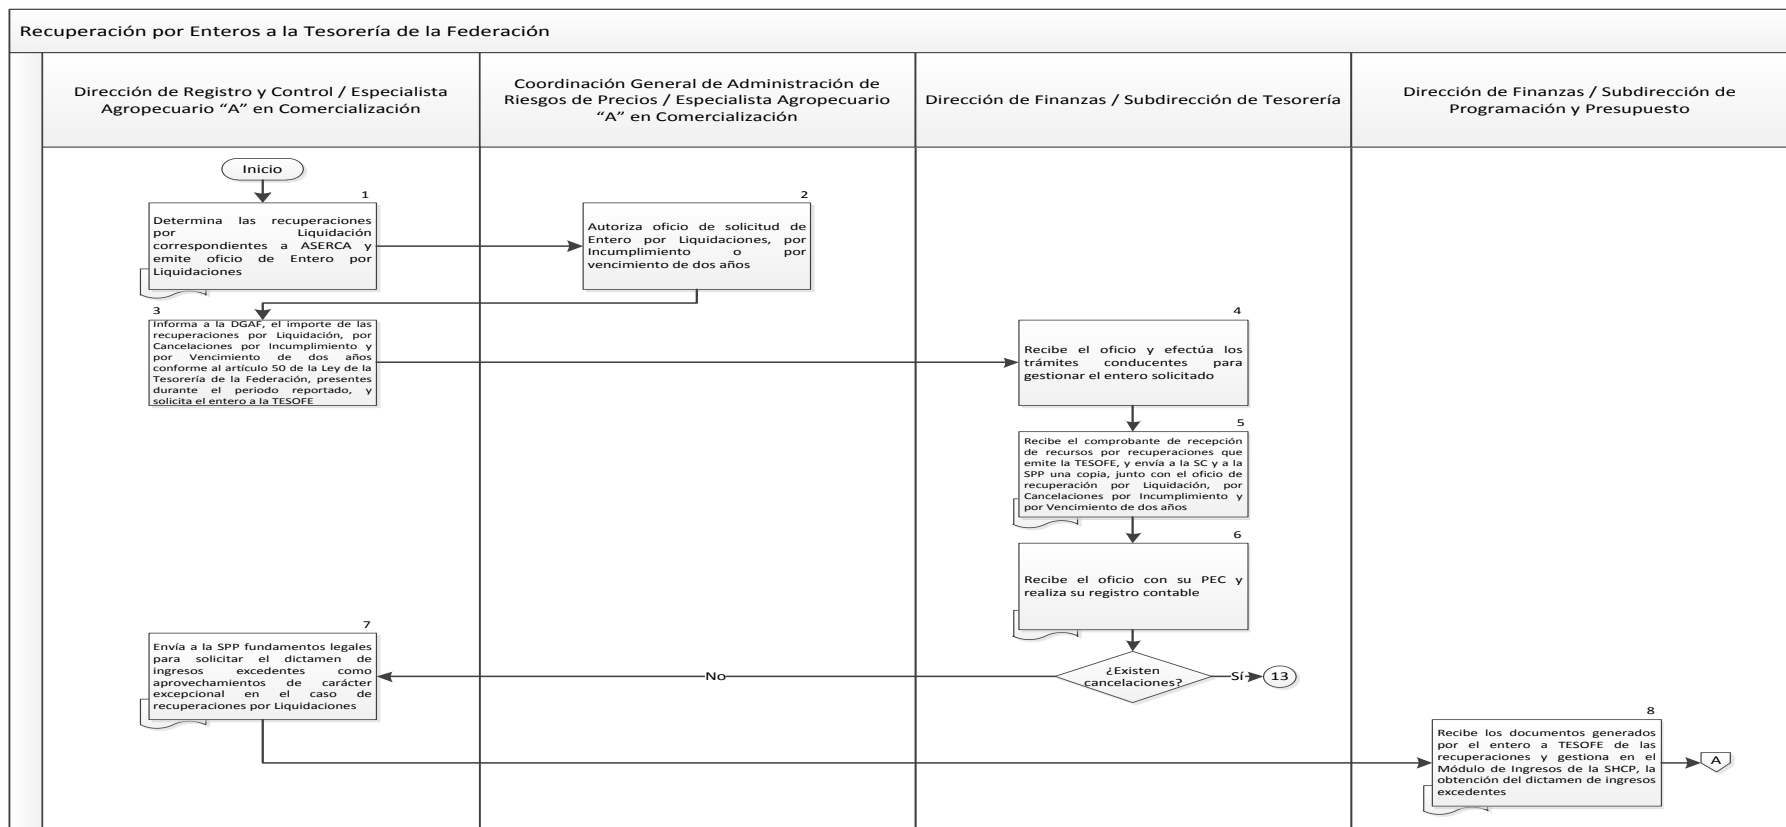 Recuperación por Enteros a la Tesorería de la Federación
Dirección de Registro y Control / Especialista
Agropecuario “A” en Comercialización
Coordinación General de Administración de
Riesgos de Precios / Especialista Agropecuario
“A” en Comercialización
Dirección de Finanzas / Subdirección de Tesorería
Dirección de Finanzas / Subdirección de
Programación y Presupuesto
Inicio
1
Determina las recuperaciones
por Liquidación
correspondientes a ASERCA y
emite oficio de Entero por
Liquidaciones
2
Autoriza oficio de solicitud de
Entero por Liquidaciones, por
Incumplimiento o por
vencimiento de dos años
3
Informa a la DGAF, el importe de las
recuperaciones por Liquidación, por
Cancelaciones por Incumplimiento y
por Vencimiento de dos años
conforme al artículo 50 de la Ley de la
Tesorería de la Federación, presentes
durante el periodo reportado, y
solicita el entero a la TESOFE
4
Recibe el oficio y efectúa los
trámites conducentes para
gestionar el entero solicitado
5
Recibe el comprobante de recepción
de recursos por recuperaciones que
emite la TESOFE, y envía a la SC y a la
SPP una copia, junto con el oficio de
recuperación por Liquidación, por
Cancelaciones por Incumplimiento y
por Vencimiento de dos años
6
Recibe el oficio con su PEC y
realiza su registro contable
¿Existen
cancelaciones?
Sí
13
No
7
Envía a la SPP fundamentos legales
para solicitar el dictamen de
ingresos excedentes como
aprovechamientos de carácter
excepcional en el caso de
recuperaciones por Liquidaciones
8
Recibe los documentos generados
por el entero a TESOFE de las
recuperaciones y gestiona en el
Módulo de Ingresos de la SHCP, la
obtención del dictamen de ingresos
excedentes
A